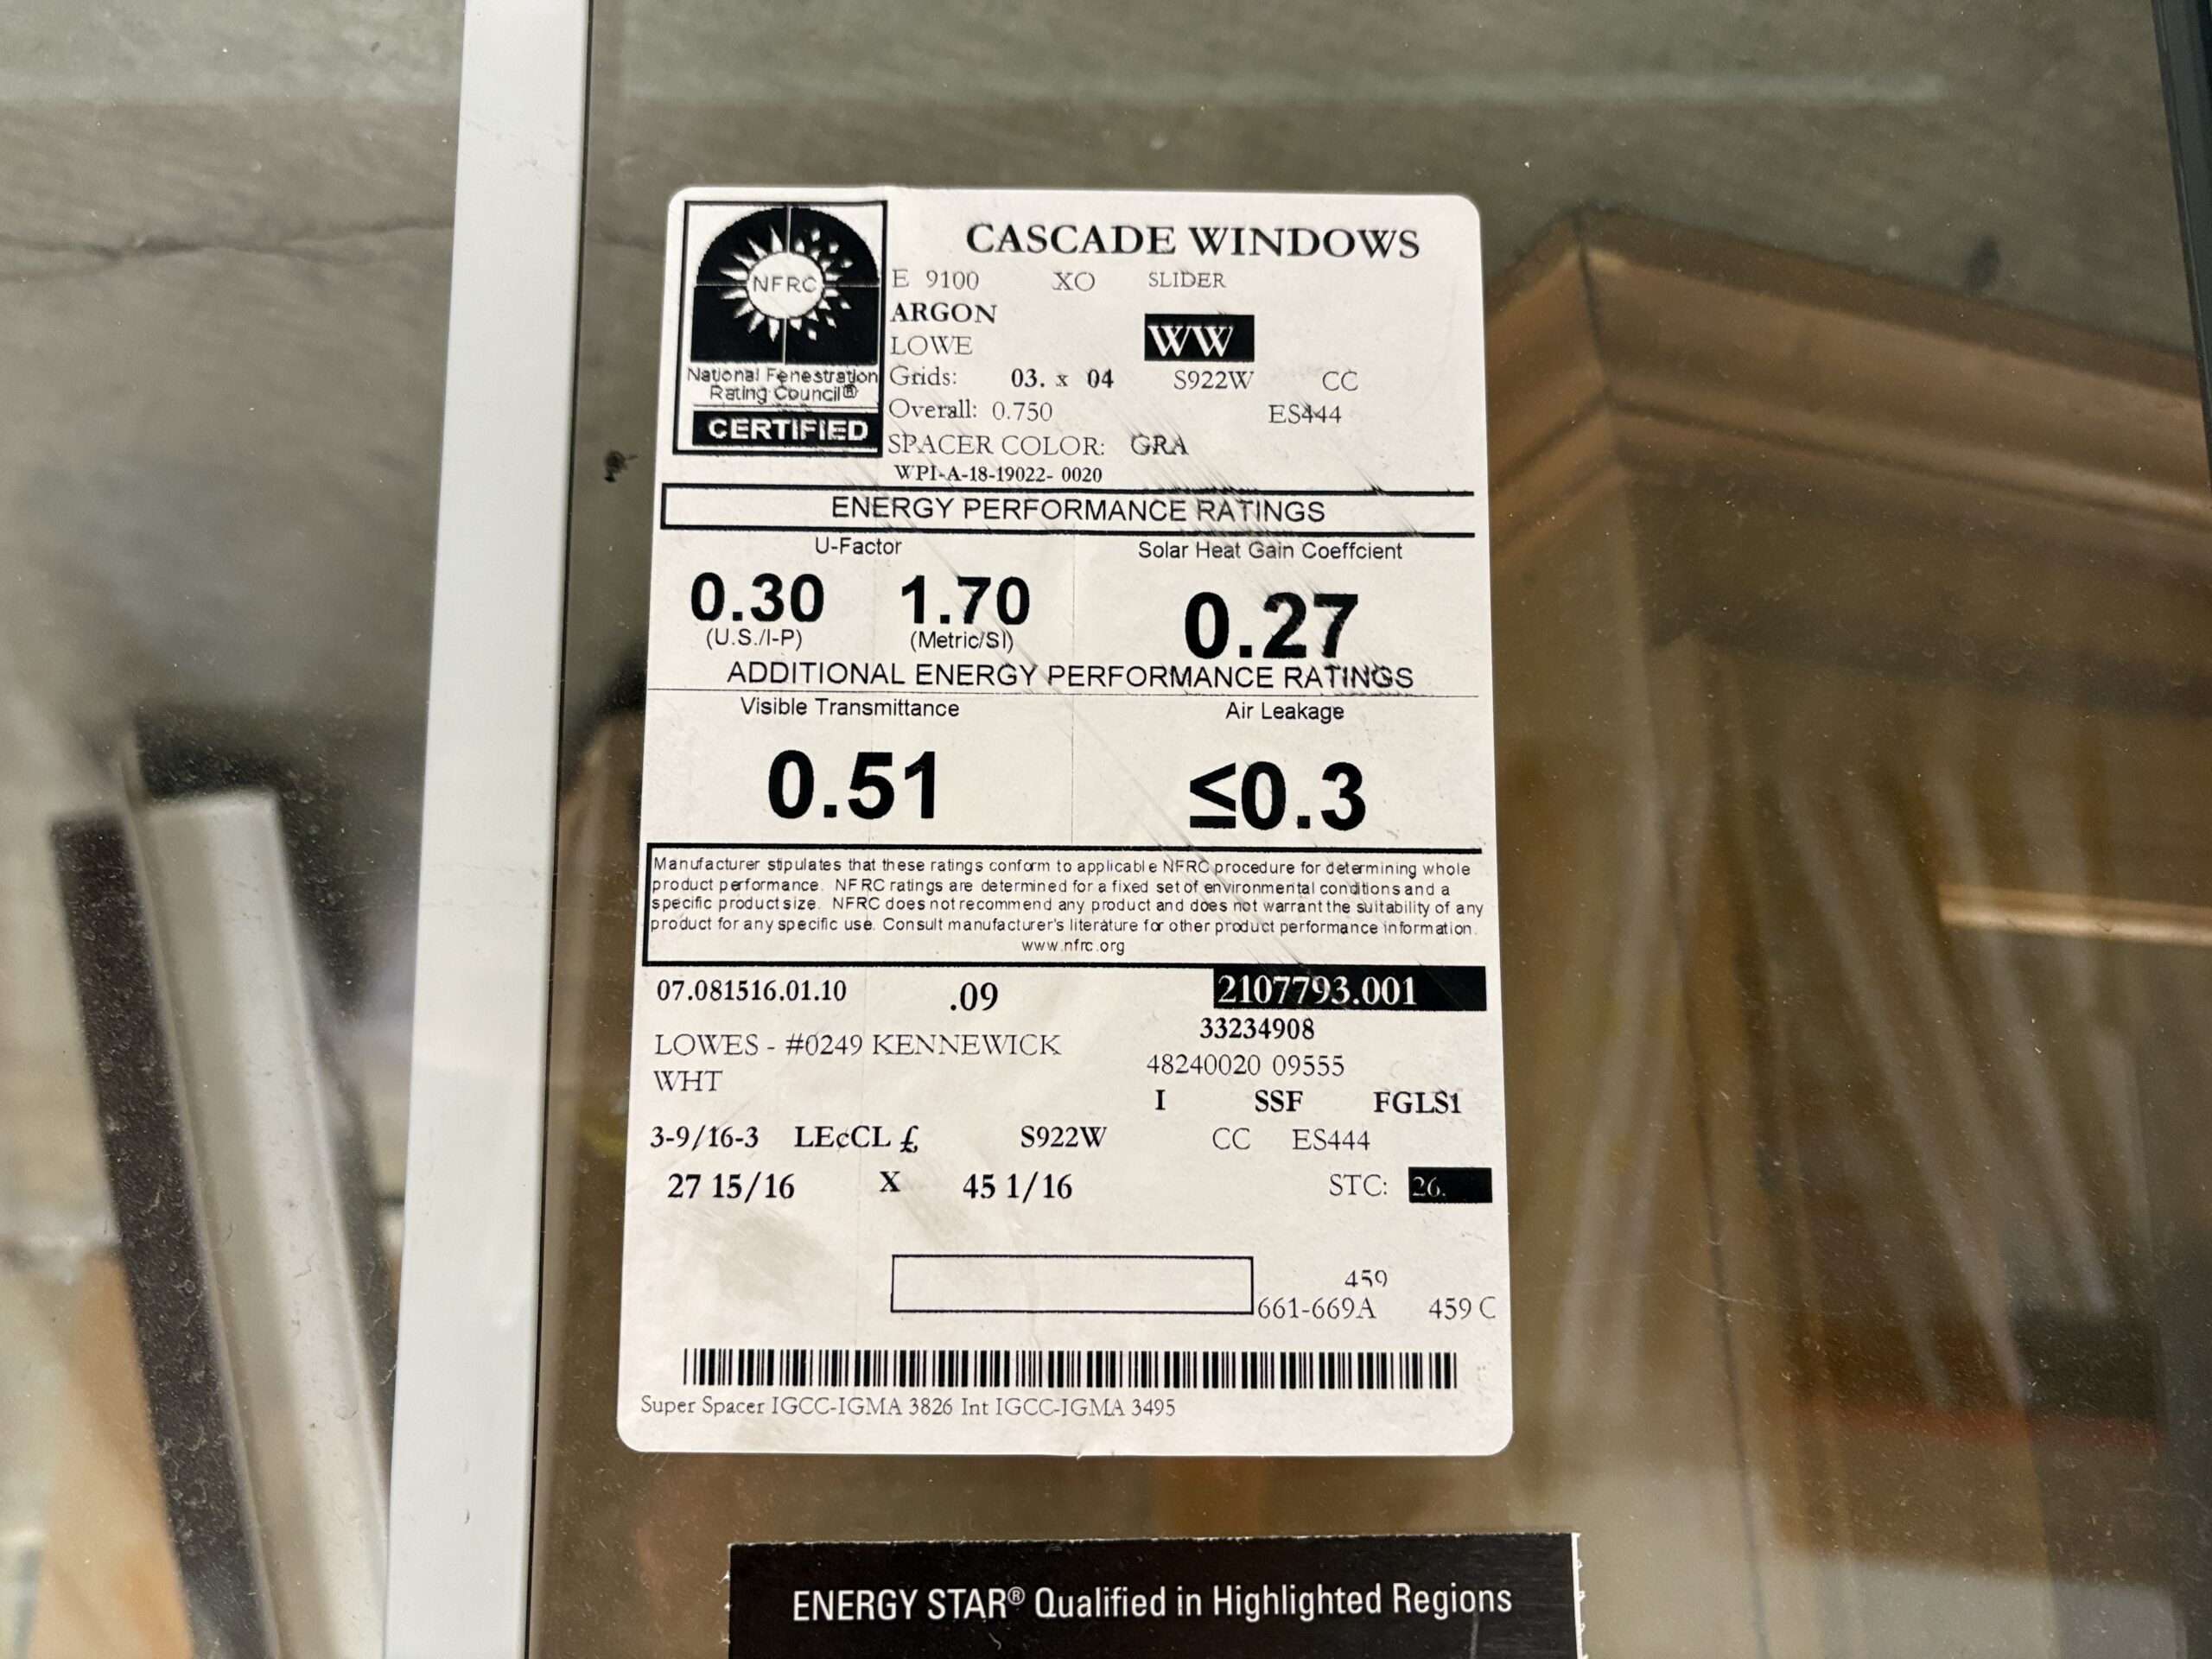 CASCADE WINDOWS
NFRC
National Fenestration
Rating Council®
CERTIFIED
E 9100 XO SLIDER
ARGON
LOWE WW
Grids: 03. x 04 S922W CC
Overall: 0.750 ES444
SPACER COLOR: GRA
WPI-A-18-19022- 0020
ENERGY PERFORMANCE RATINGS
U-Factor Solar Heat Gain Coeffcient
0.30 1.70 0.27
(U.S./I-P) (Metric/SI)
ADDITIONAL ENERGY PERFORMANCE RATINGS
Visible Transmittance Air Leakage
0.51 ≤0.3
Manufacturer stipulates that these ratings conform to applicable NFRC procedure for determining whole
product performance. NFRC ratings are determined for a fixed set of environmental conditions and a
specific product size. NFRC does not recommend any product and does not warrant the suitability of any
product for any specific use. Consult manufacturer's literature for other product performance information.
www.nfrc.org
07.081516.01.10 .09 2107793.001
33234908
LOWES - #0249 KENNEWICK
48240020 09555
WHT
I SSF FGLS1
3-9/16-3 LEcCL £ S922W CC ES444
27 15/16 X 45 1/16 STC: 26.
459
661-669A 459 C
Super Spacer IGCC-IGMA 3826 Int IGCC-IGMA 3495
ENERGY STAR® Qualified in Highlighted Regions